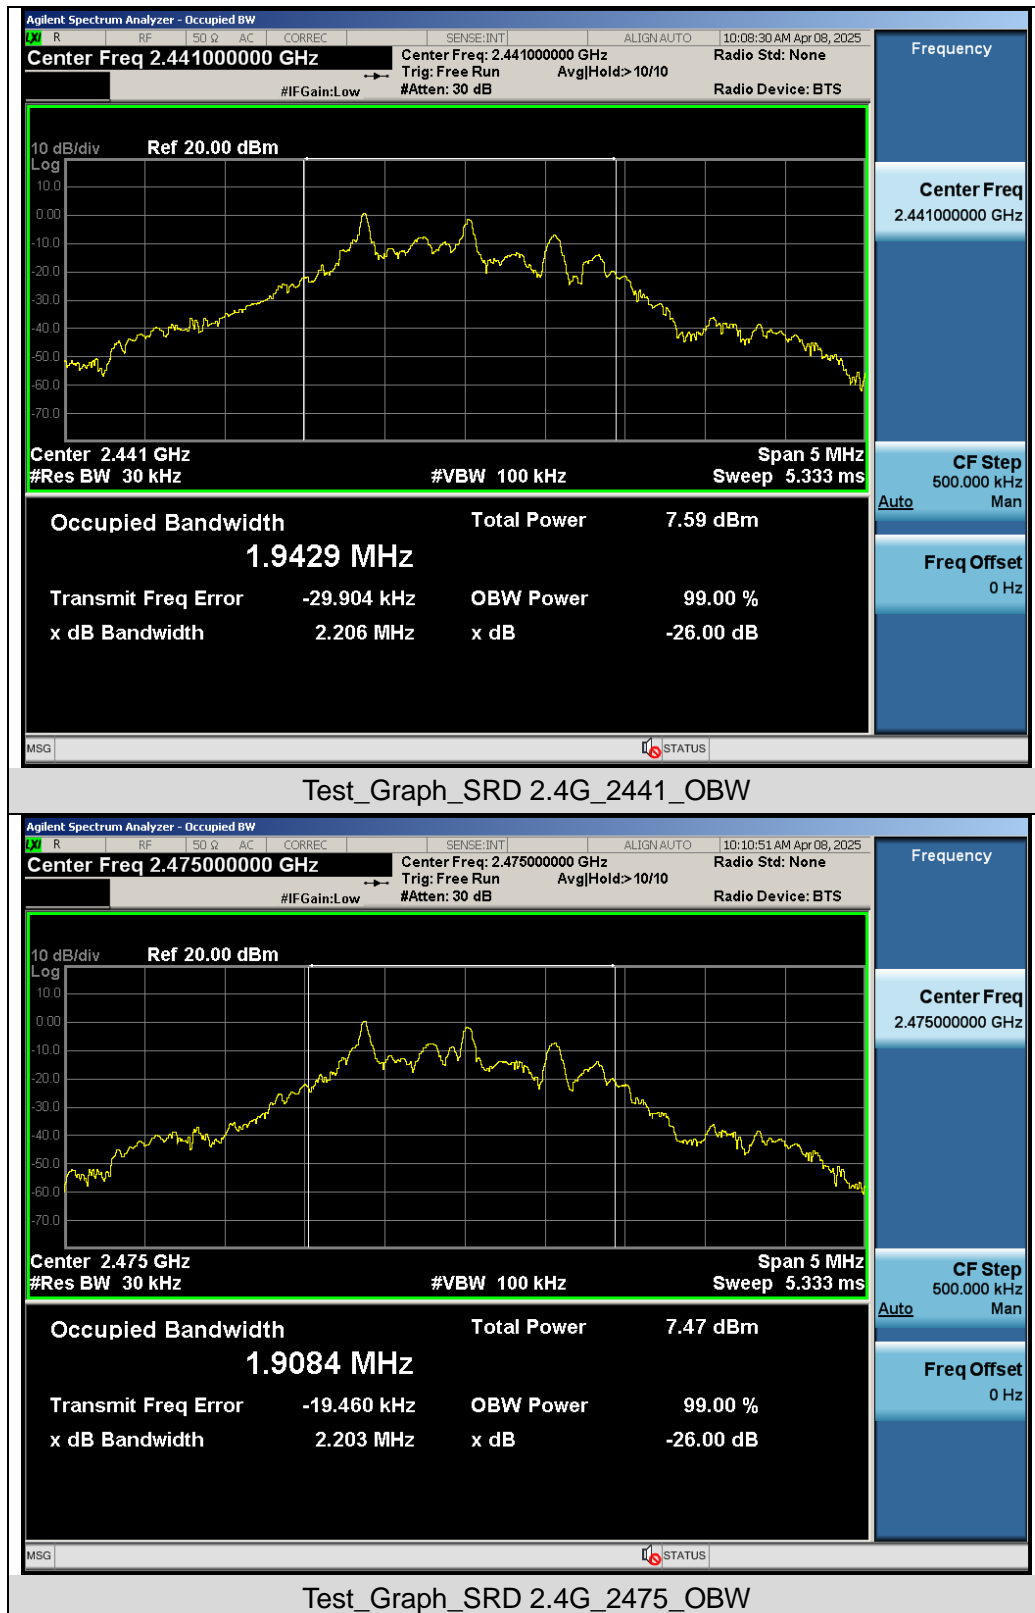 Agilent Spectrum Analyzer - Occupied BW
LXI R RF 50 Ω AC CORREC SENSE:INT ALIGN AUTO 10:08:30 AM Apr 08, 2025
Center Freq 2.441000000 GHz
Center Freq: 2.441000000 GHz
Radio Std: None
Trig: Free Run Avg|Hold:> 10/10
#IFGain:Low
#Atten: 30 dB
Radio Device: BTS
Frequency
10 dB/div Ref 20.00 dBm
Log
10.0
0.00
-10.0
-20.0
-30.0
-40.0
-50.0
-60.0
-70.0
Center 2.441 GHz Span 5 MHz
#Res BW 30 kHz #VBW 100 kHz Sweep 5.333 ms
Center Freq
2.441000000 GHz
CF Step
500.000 kHz
Auto Man
Freq Offset
0 Hz
Occupied Bandwidth Total Power 7.59 dBm
1.9429 MHz
Transmit Freq Error -29.904 kHz OBW Power 99.00 %
x dB Bandwidth 2.206 MHz x dB -26.00 dB
MSG STATUS
Test_Graph_SRD 2.4G_2441_OBW
Agilent Spectrum Analyzer - Occupied BW
LXI R RF 50 Ω AC CORREC SENSE:INT ALIGN AUTO 10:10:51 AM Apr 08, 2025
Center Freq 2.475000000 GHz
Center Freq: 2.475000000 GHz
Radio Std: None
Trig: Free Run Avg|Hold:> 10/10
#IFGain:Low
#Atten: 30 dB
Radio Device: BTS
Frequency
10 dB/div Ref 20.00 dBm
Log
10.0
0.00
-10.0
-20.0
-30.0
-40.0
-50.0
-60.0
-70.0
Center 2.475 GHz Span 5 MHz
#Res BW 30 kHz #VBW 100 kHz Sweep 5.333 ms
Center Freq
2.475000000 GHz
CF Step
500.000 kHz
Auto Man
Freq Offset
0 Hz
Occupied Bandwidth Total Power 7.47 dBm
1.9084 MHz
Transmit Freq Error -19.460 kHz OBW Power 99.00 %
x dB Bandwidth 2.203 MHz x dB -26.00 dB
MSG STATUS
Test_Graph_SRD 2.4G_2475_OBW